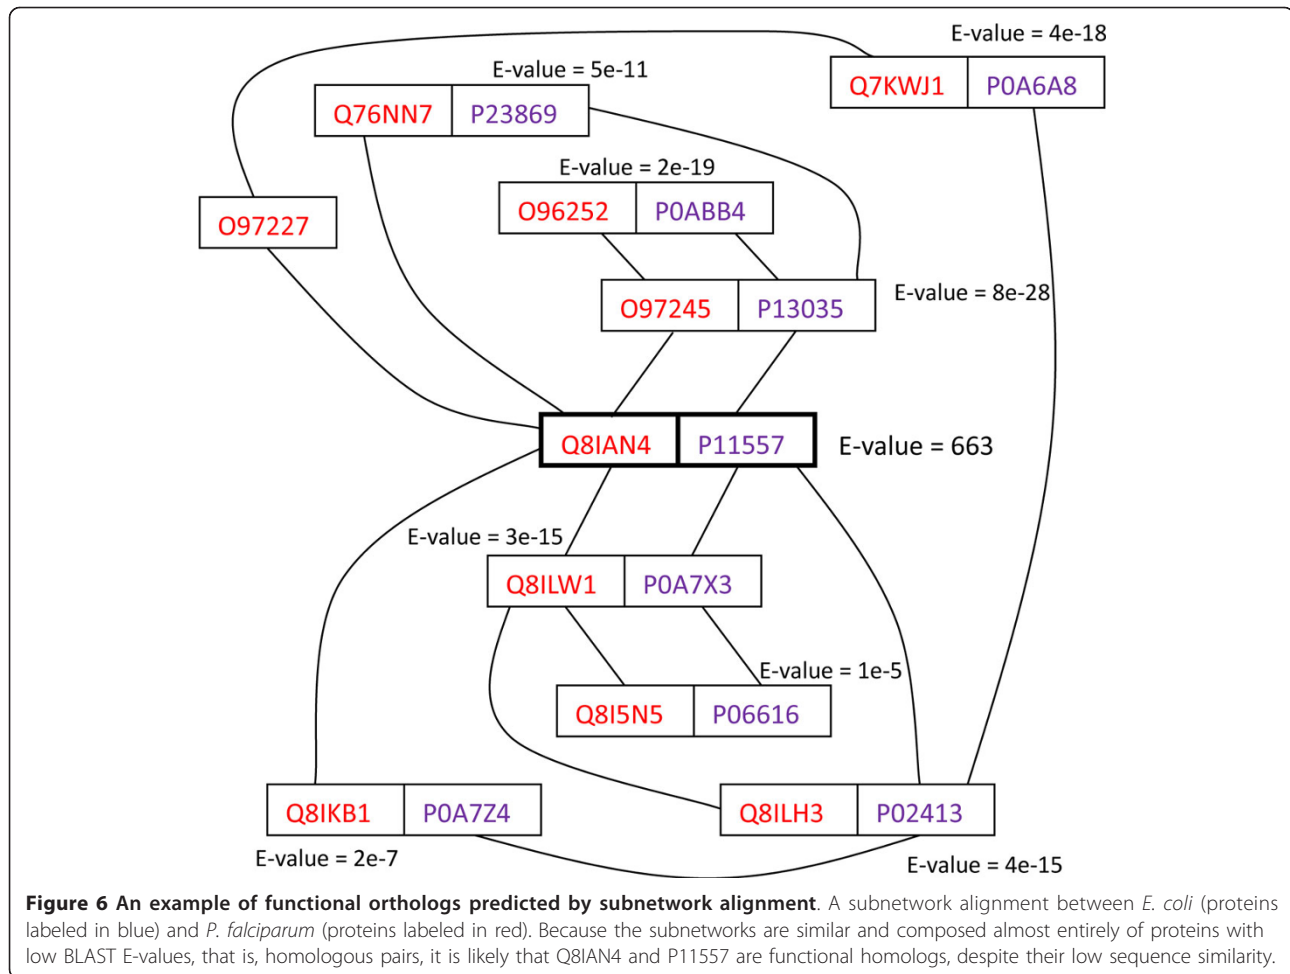 E-value = 4e-18
Q7KWJ1 P0A6A8
E-value = 5e-11
Q76NN7 P23869
E-value = 2e-19
O96252 P0ABB4
O97227
O97245 P13035
E-value = 8e-28
Q8IAN4 P11557
E-value = 663
E-value = 3e-15
Q8ILW1 P0A7X3
E-value = 1e-5
Q8I5N5 P06616
Q8IKB1 P0A7Z4
E-value = 2e-7
Q8ILH3 P02413
E-value = 4e-15
Figure 6 An example of functional orthologs predicted by subnetwork alignment. A subnetwork alignment between E. coli (proteins
labeled in blue) and P. falciparum (proteins labeled in red). Because the subnetworks are similar and composed almost entirely of proteins with
low BLAST E-values, that is, homologous pairs, it is likely that Q8IAN4 and P11557 are functional homologs, despite their low sequence similarity.